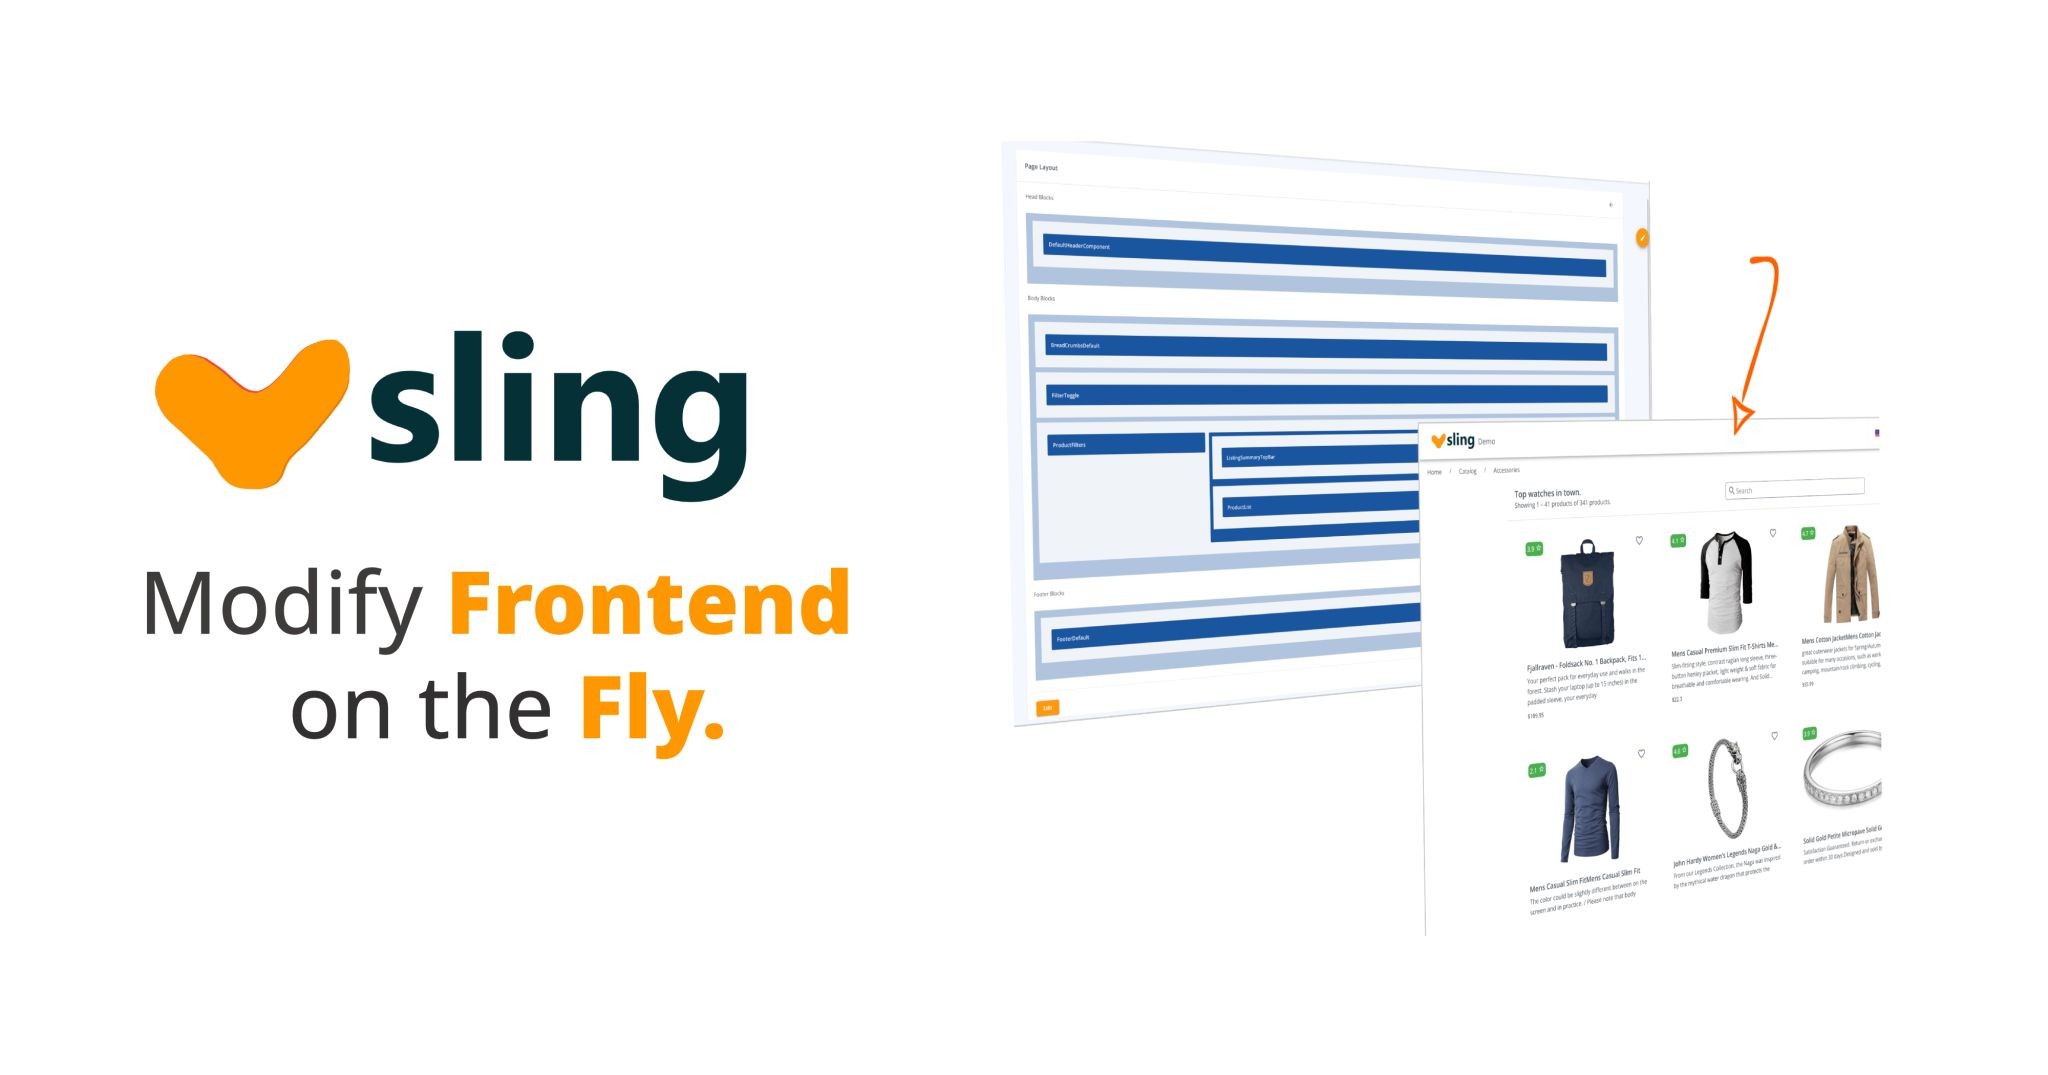 sling
Modify Frontend
on the Fly.
Page Layout
Head Blocks
DefaultHeaderComponent
Body Blocks
BreadCrumbsDefault
FilterToggle
ProductFilters
ListingSummaryTopBar
ProductList
Footer Blocks
FooterDefault
Edit
sling Demo
Home / Catalog / Accessories
Top watches in town.
Showing 1 - 41 products of 341 products.
Search
3.9
4.1
4.7
Fjallraven - Foldsack No. 1 Backpack, Fits 1...
Your perfect pack for everyday use and walks in the
forest. Stash your laptop (up to 15 inches) in the
padded sleeve, your everyday
$109.95
Mens Casual Premium Slim Fit T-Shirts Me...
Slim-fitting style, contrast raglan long sleeve, three-
button henley placket, light weight & soft fabric for
breathable and comfortable wearing. And Solid...
$22.3
Mens Cotton JacketMens Cotton Jac
great outerwear jackets for Spring/Autumn
suitable for many occasions, such as work
camping, mountain/rock climbing, cycling,
$55.99
2.1
4.6
3.9
Mens Casual Slim FitMens Casual Slim Fit
The color could be slightly different between on the
screen and in practice. / Please note that body
John Hardy Women's Legends Naga Gold &...
From our Legends Collection, the Naga was inspired
by the mythical water dragon that protects the
Solid Gold Petite Micropave Solid G
Satisfaction Guaranteed. Return or exchan
order within 30 days.Designed and sold b